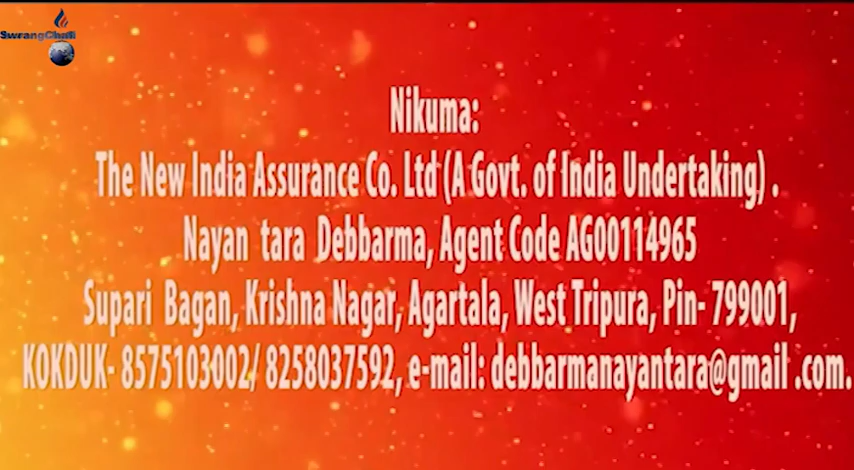 SwrangChati
Nikuma:
The New India Assurance Co. Ltd (A Govt. of India Undertaking) .
Nayan tara Debbarma, Agent Code AG00114965
Supari Bagan, Krishna Nagar, Agartala, West Tripura, Pin- 799001,
KOKDUK- 8575103002/ 8258037592, e-mail: debbarmanayantara@gmail .com.